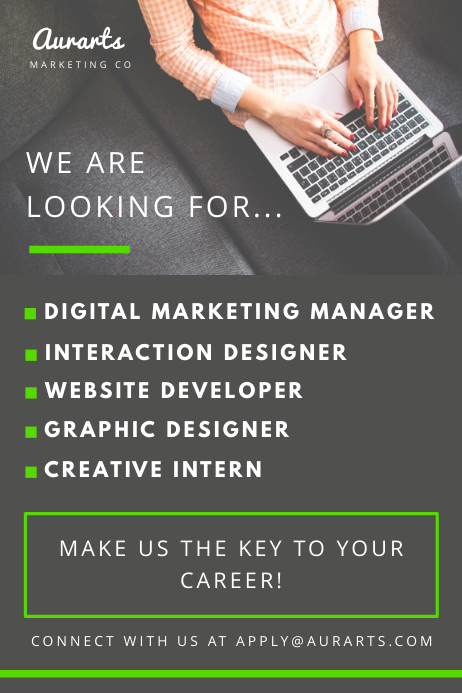 Aurarts
MARKETING CO
WE ARE
LOOKING FOR...
DIGITAL MARKETING MANAGER
INTERACTION DESIGNER
WEBSITE DEVELOPER
GRAPHIC DESIGNER
CREATIVE INTERN
MAKE US THE KEY TO YOUR
CAREER!
CONNECT WITH US AT APPLY@AURARTS.COM